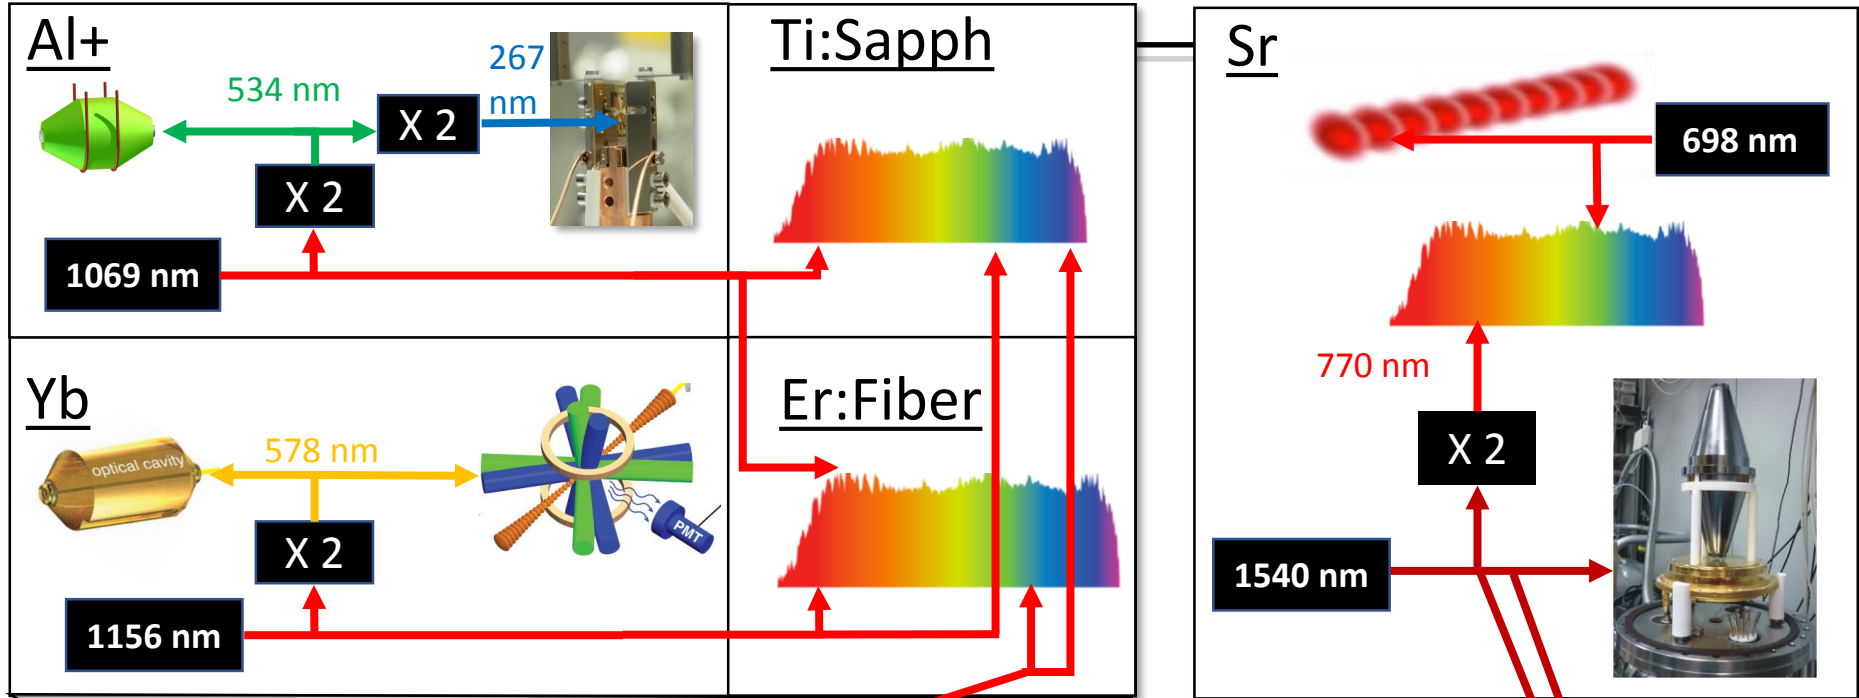 Al+
534 nm
267
nm
X 2
X 2
1069 nm
Ti:Sapph
Yb
optical cavity
578 nm
X 2
1156 nm
PMT
Er:Fiber
Sr
698 nm
770 nm
X 2
1540 nm